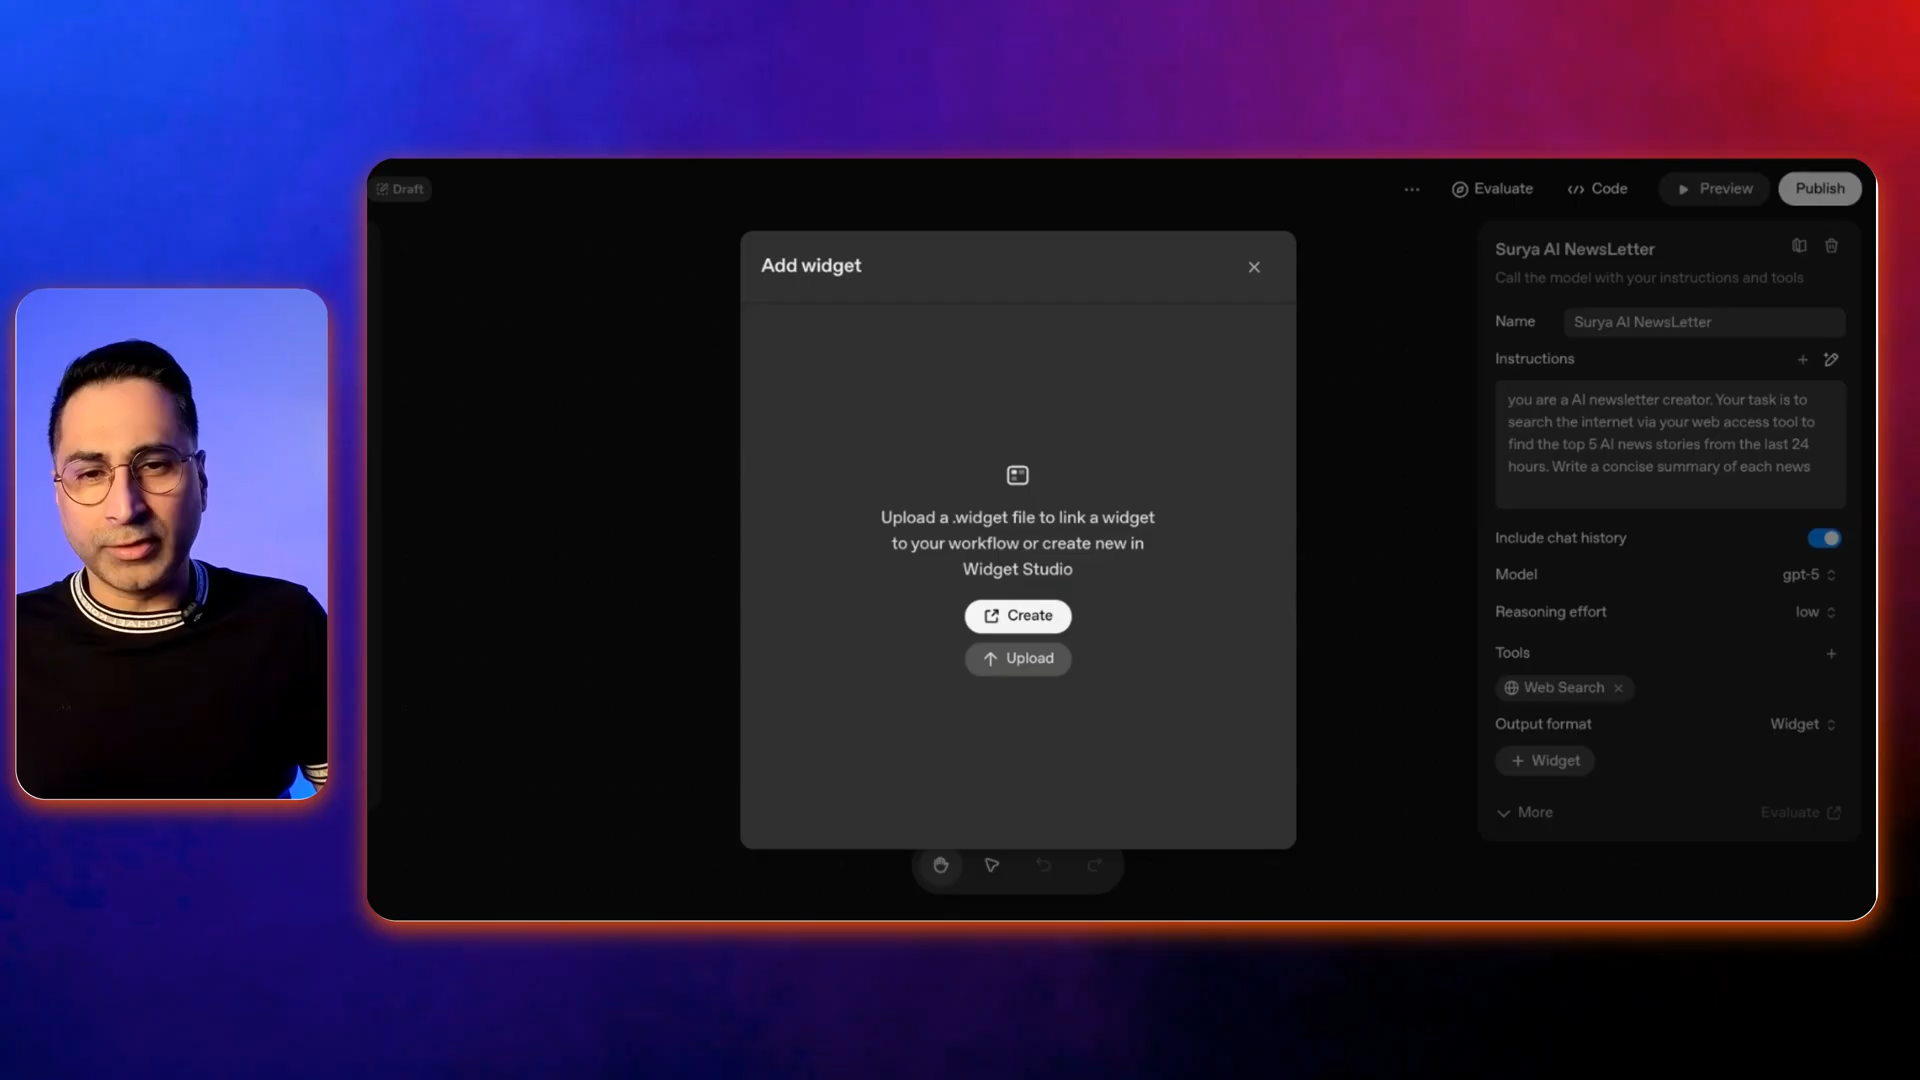 Draft
Evaluate
Code
Preview
Publish
Add widget
Upload a .widget file to link a widget
to your workflow or create new in
Widget Studio
Create
Upload
Surya AI NewsLetter
Call the model with your instructions and tools
Name
Surya AI NewsLetter
Instructions
you are a AI newsletter creator. Your task is to
search the internet via your web access tool to
find the top 5 AI news stories from the last 24
hours. Write a concise summary of each news
Include chat history
Model
gpt-5
Reasoning effort
low
Tools
Web Search
Output format
Widget
Widget
More
Evaluate